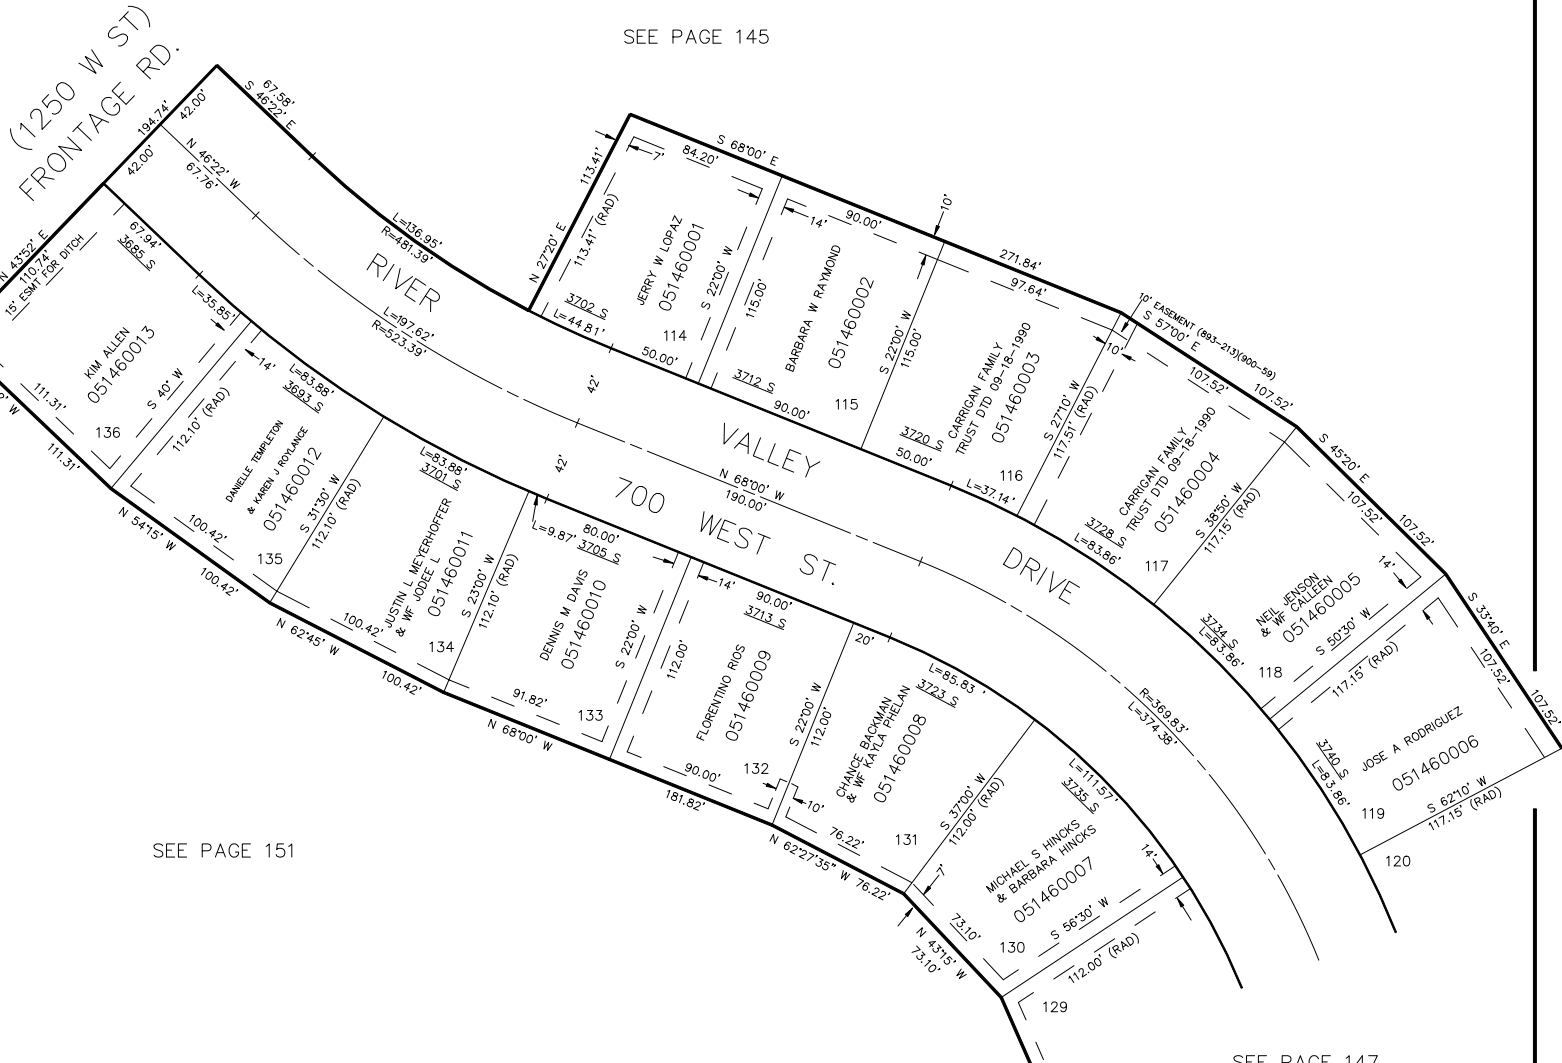 SEE PAGE 145
(1250 W ST)
FRONTAGE RD.
194.74'
42.00'
42.00'
67.58'
S 46°22' E
N 46°22' W
67.76'
L=136.95'
R=481.39'
RIVER
VALLEY
DRIVE
700 WEST ST.
L=197.62'
R=523.39'
42'
42'
N 68°00' W
190.00'
R=369.83'
L=374.38'
113.41'
N 27°20' E
7'
84.20'
S 68°00' E
113.41' (RAD)
JERRY W LOPAZ
051460001
S 22°00' W
3702 S
L=44.81'
114
50.00'
14'
90.00'
115.00'
BARBARA W RAYMOND
051460002
3712 S
115
90.00'
10'
271.84'
97.64'
S 22°00' W
115.00'
CARRIGAN FAMILY
TRUST DTD 09-18-1990
051460003
3720 S
50.00'
116
L=37.14'
10' EASEMENT (893-213)(900-59)
S 57°00' E
10'
107.52'
107.52'
S 27°10' W
117.51' (RAD)
CARRIGAN FAMILY
TRUST DTD 09-18-1990
051460004
3728 S
L=83.86'
117
S 45°20' E
107.52'
107.52'
S 38°50' W
117.15' (RAD)
14'
NEIL JENSON
& WF CALLEEN
051460005
3734 S
L=83.86'
118
S 50°30' W
117.15' (RAD)
S 33°40' E
107.52'
107.52'
JOSE A RODRIGUEZ
051460006
3740 S
L=83.86'
119
S 62°10' W
117.15' (RAD)
120
N 43°52' E
110.74'
15' ESMT FOR DITCH
67.94'
3685 S
L=35.85'
KIM ALLEN
051460013
S 40° W
111.31'
136
111.31'
14'
112.10' (RAD)
L=83.88'
3693 S
DANIELLE TEMPLETON
& KAREN J ROYLANCE
051460012
100.42'
135
N 54°15' W
100.42'
S 31°30' W
112.10' (RAD)
L=83.88'
3701 S
JUSTIN L MEYERHOFFER
& WF JODEE L
051460011
100.42'
134
N 62°45' W
100.42'
S 23°00' W
112.10' (RAD)
L=9.87'
80.00'
3705 S
DENNIS M DAVIS
051460010
S 22°00' W
91.82'
133
N 68°00' W
14'
90.00'
3713 S
112.00'
FLORENTINO RIOS
051460009
90.00'
132
181.82'
20'
L=85.83'
3723 S
S 22°00' W
112.00'
CHANCE BACKMAN
& WF KAYLA PHELAN
051460008
10'
76.22'
131
N 62°27'35" W 76.22'
L=111.57'
3735 S
S 37°00' W
112.00' (RAD)
MICHAEL S HINCKS
& BARBARA HINCKS
051460007
14'
7'
73.10'
130
S 56°30' W
N 43°15' W
73.10'
112.00' (RAD)
129
SEE PAGE 151
SEE PAGE 147